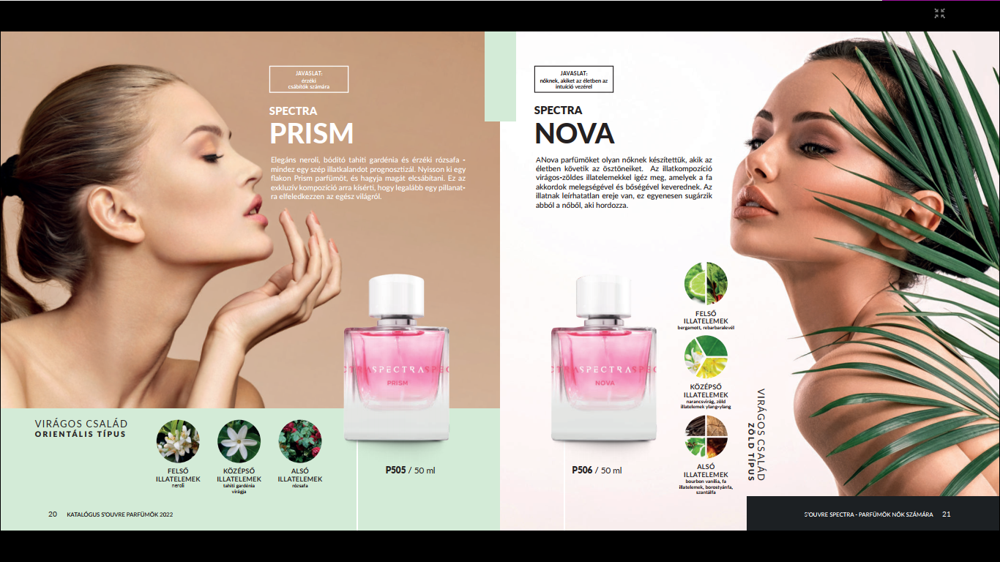 JAVASLAT:
érzéki
csábítók számára
SPECTRA
PRISM
Elegáns neroli, bódító tahiti gardénia és érzéki rózsafa -
mindez egy szép illatkalandot prognosztizál. Nyisson ki egy
flakon Prism parfümöt, és hagyja magát elcsábítani. Ez az
exkluzív kompozíció arra kísérti, hogy legalább egy pillanat-
ra elfeledkezzen az egész világról.
CTRASPECTRASPEC
PRISM
VIRÁGOS CSALÁD
ORIENTÁLIS TÍPUS
FELSŐ
ILLATELEMEK
neroli
KÖZÉPSŐ
ILLATELEMEK
tahiti gardénia
virágja
ALSÓ
ILLATELEMEK
rózsafa
P505 / 50 ml
20 KATALÓGUS S'OUVRE PARFÜMÖK 2022
JAVASLAT:
nőknek, akiket az életben az
intuíció vezérel
SPECTRA
NOVA
ANova parfümöket olyan nőknek készítettük, akik az
életben követik az ösztöneiket. Az illatkompozíció
virágos-zöldes illatelemekkel igéz meg, amelyek a fa
akkordok melegségével és bőségével keverednek. Az
illatnak leírhatatlan ereje van, ez egyenesen sugárzik
abból a nőből, aki hordozza.
CTRASPECTRASPEC
NOVA
FELSŐ
ILLATELEMEK
bergamott, rebarbaralevél
KÖZÉPSŐ
ILLATELEMEK
narancsvirág, zöld
illatelemek ylang-ylang
ALSÓ
ILLATELEMEK
bourbon vanília, fa
illatelemek, borostyánfa,
szantálfa
VIRÁGOS CSALÁD
ZÖLD TÍPUS
P506 / 50 ml
S'OUVRE SPECTRA - PARFÜMÖK NŐK SZÁMÁRA 21